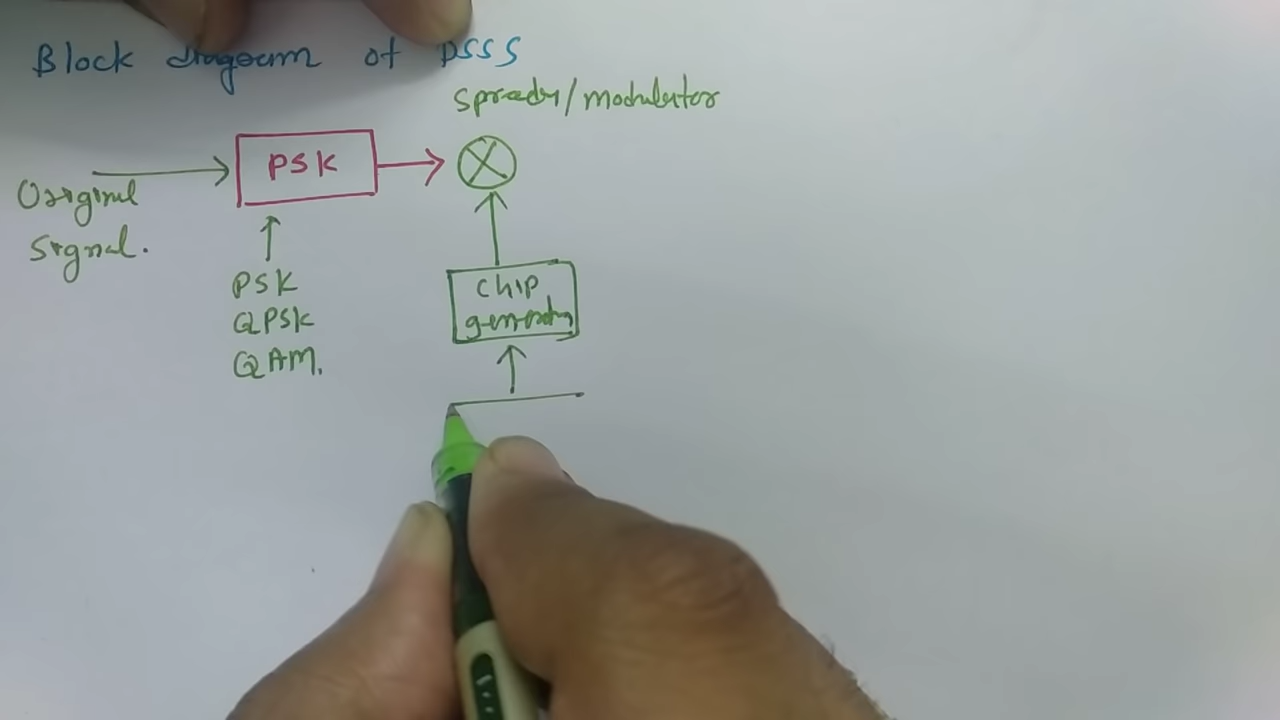 Block diagram of DSSS
spreader/modulator
PSK
Original
signal.
PSK
QPSK
QAM.
chip
generator